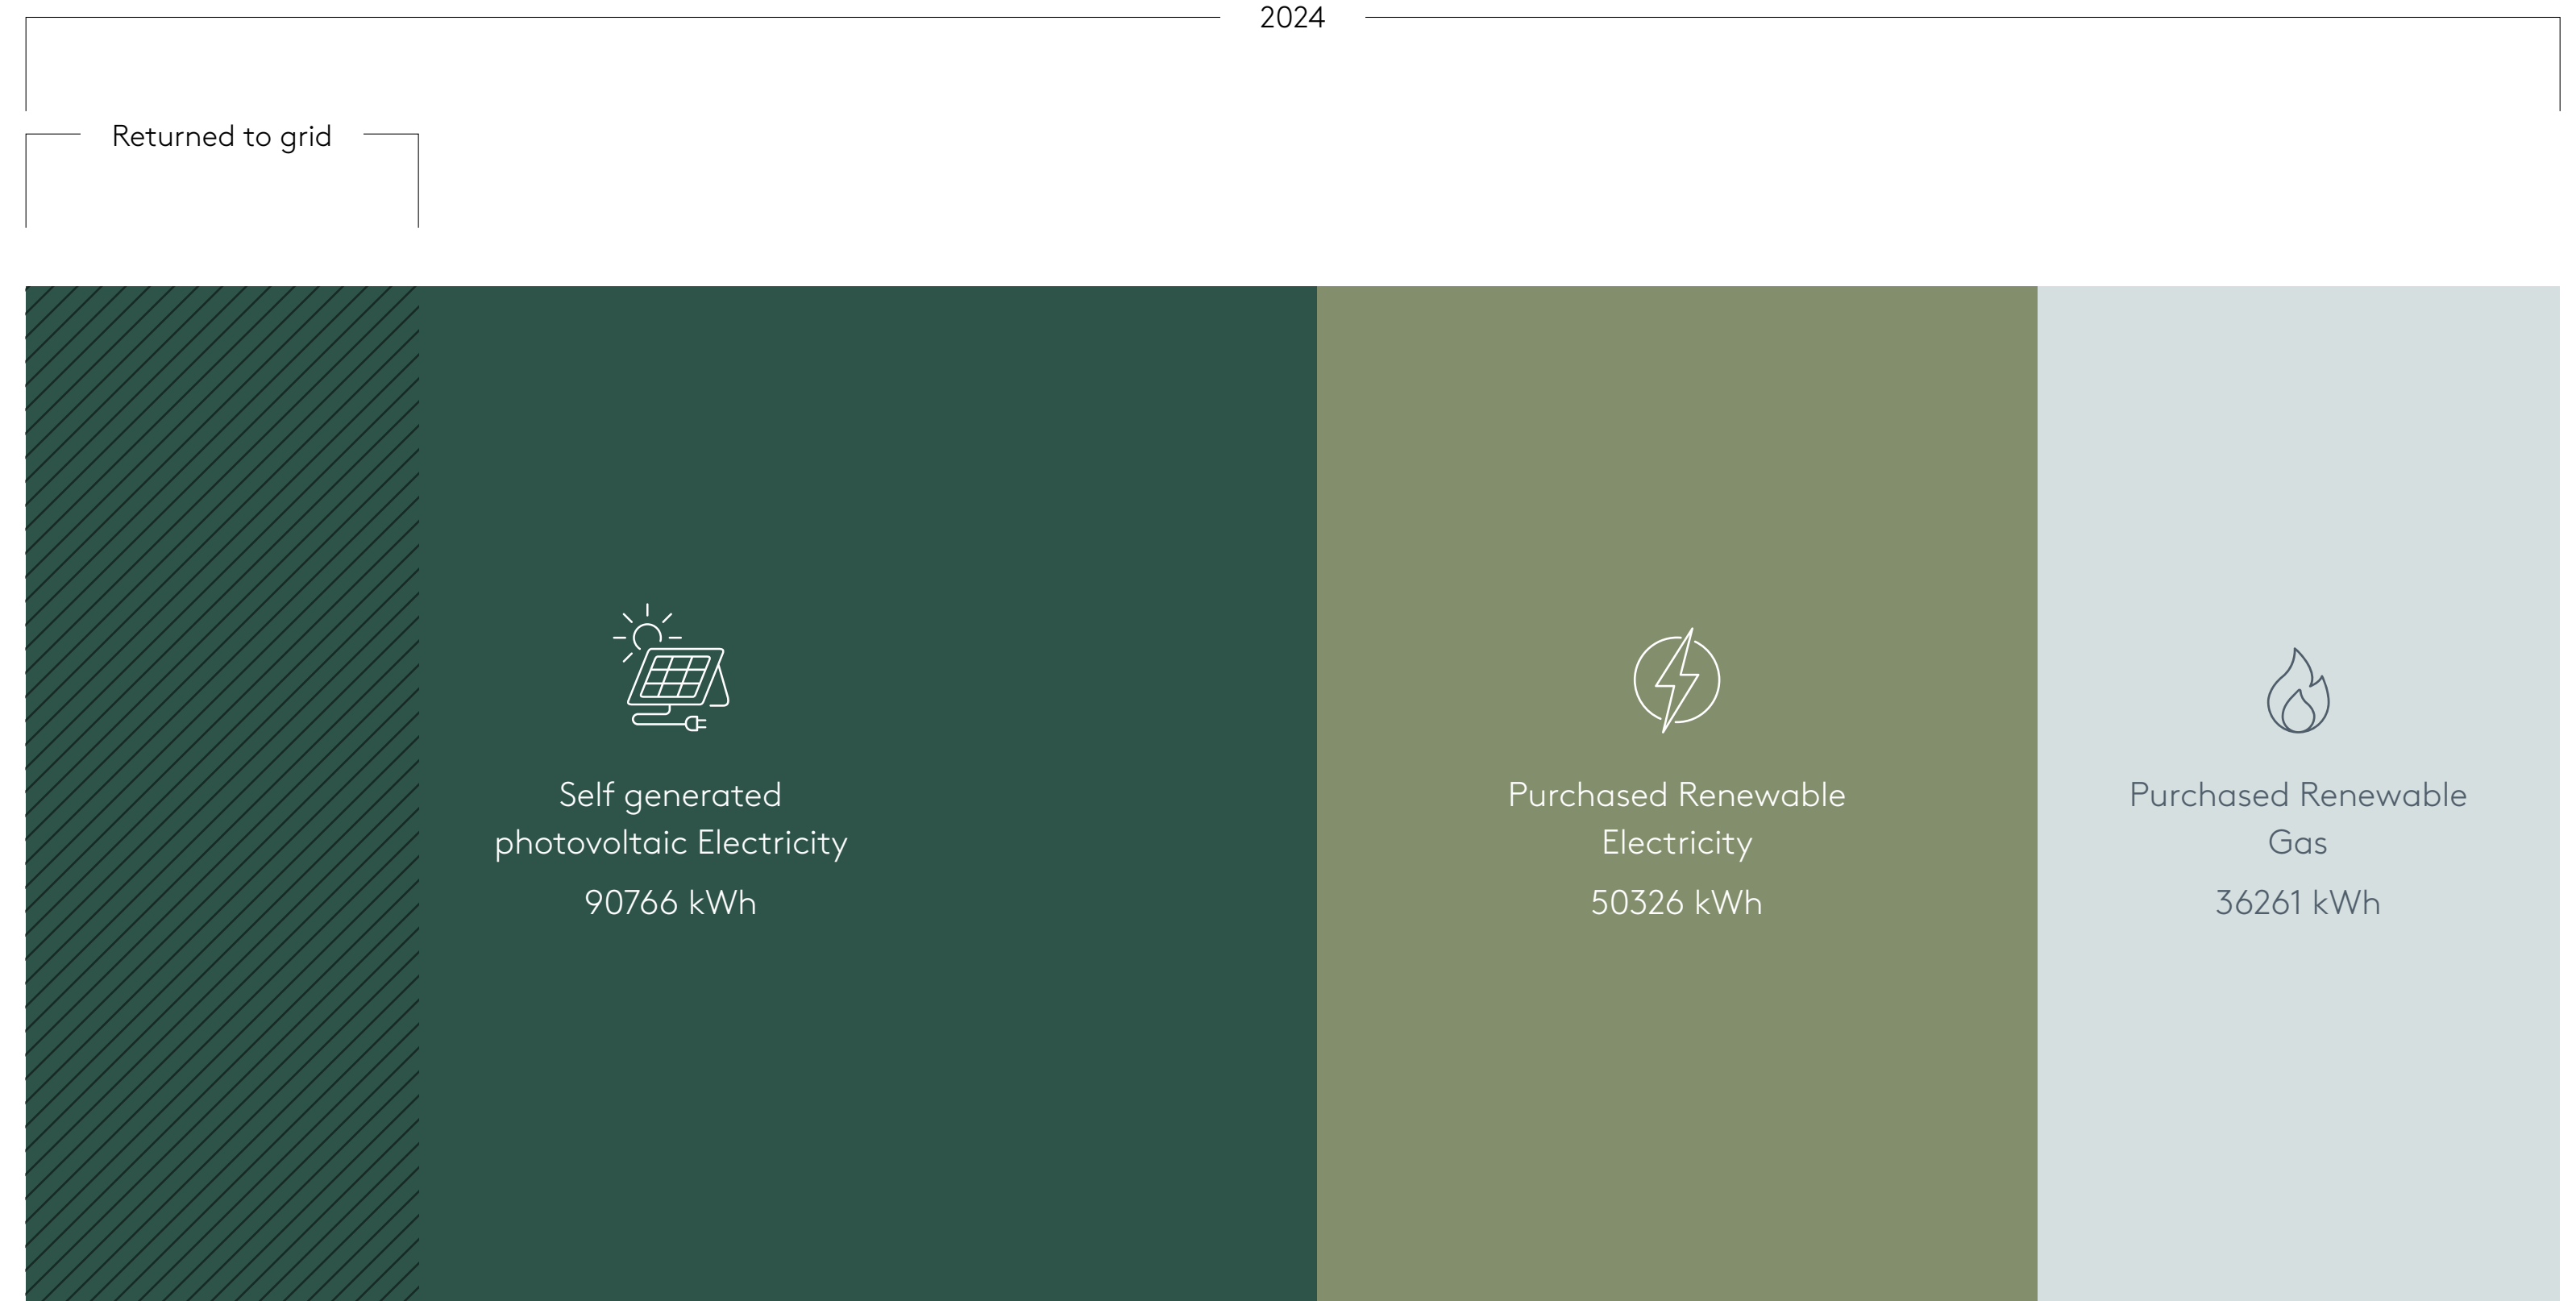 2024
Returned to grid
Self generated
photovoltaic Electricity
90766 kWh
Purchased Renewable
Electricity
50326 kWh
Purchased Renewable
Gas
36261 kWh